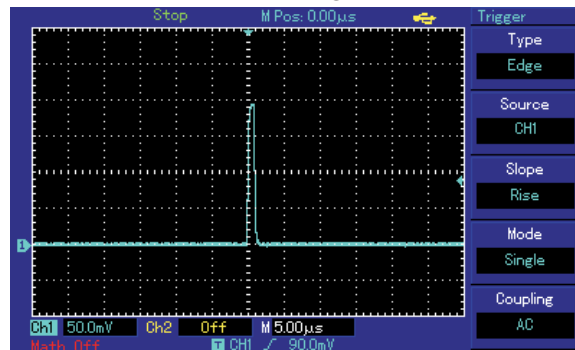 Stop M Pos: 0.00μs Trigger
Type
Edge
Source
CH1
Slope
Rise
Mode
Single
Coupling
AC
1
Ch1 50.0mV Ch2 Off M 5.00μs
Math Off T CH1 / 90.0mV